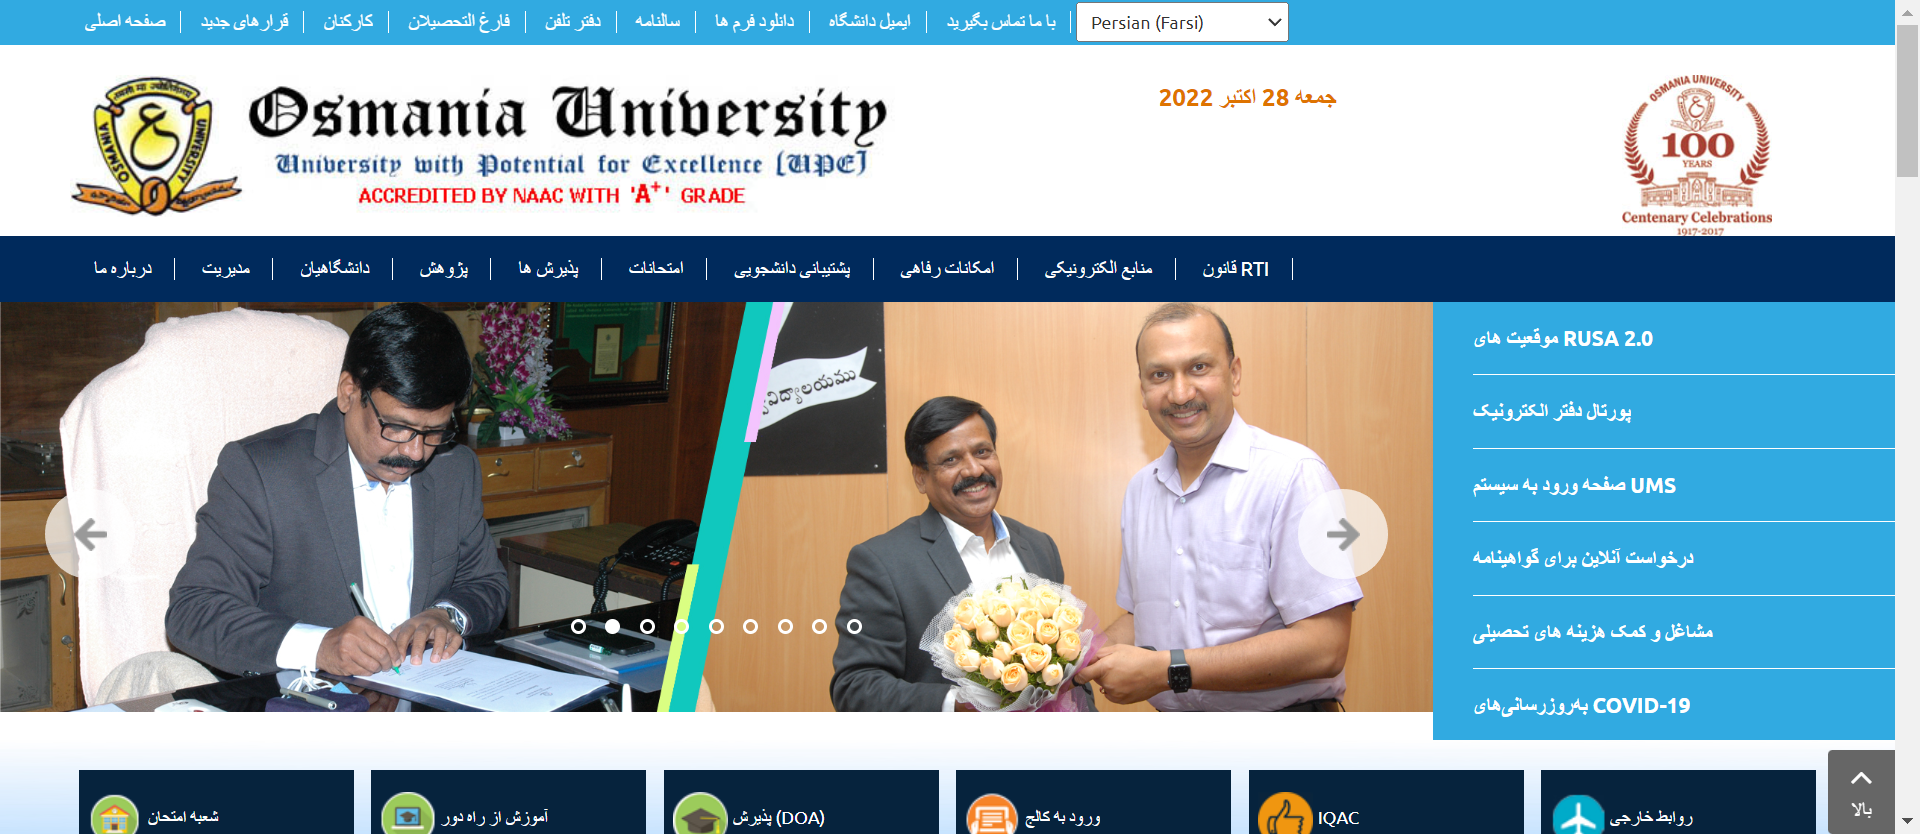 صفحه اصلی
قرارهای جدید
کارکنان
فارغ التحصیلان
دفتر تلفن
سالنامه
دانلود فرم ها
ایمیل دانشگاه
با ما تماس بگیرید
Persian (Farsi)
OSMANIA UNIVERSITY
Osmania University
University with Potential for Excellence [UPE]
ACCREDITED BY NAAC WITH 'A+' GRADE
جمعه 28 اکتبر 2022
OSMANIA UNIVERSITY
100
YEARS
Centenary Celebrations
1917-2017
درباره ما
مدیریت
دانشگاهیان
پژوهش
پذیرش ها
امتحانات
پشتیبانی دانشجویی
امکانات رفاهی
منابع الکترونیکی
قانون RTI
موقعیت های RUSA 2.0
پورتال دفتر الکترونیک
صفحه ورود به سیستم UMS
درخواست آنلاین برای گواهینامه
مشاغل و کمک هزینه های تحصیلی
به‌روزرسانی‌های COVID-19
شعبه امتحان
آموزش از راه دور
پذیرش (DOA)
ورود به کالج
IQAC
روابط خارجی
بالا